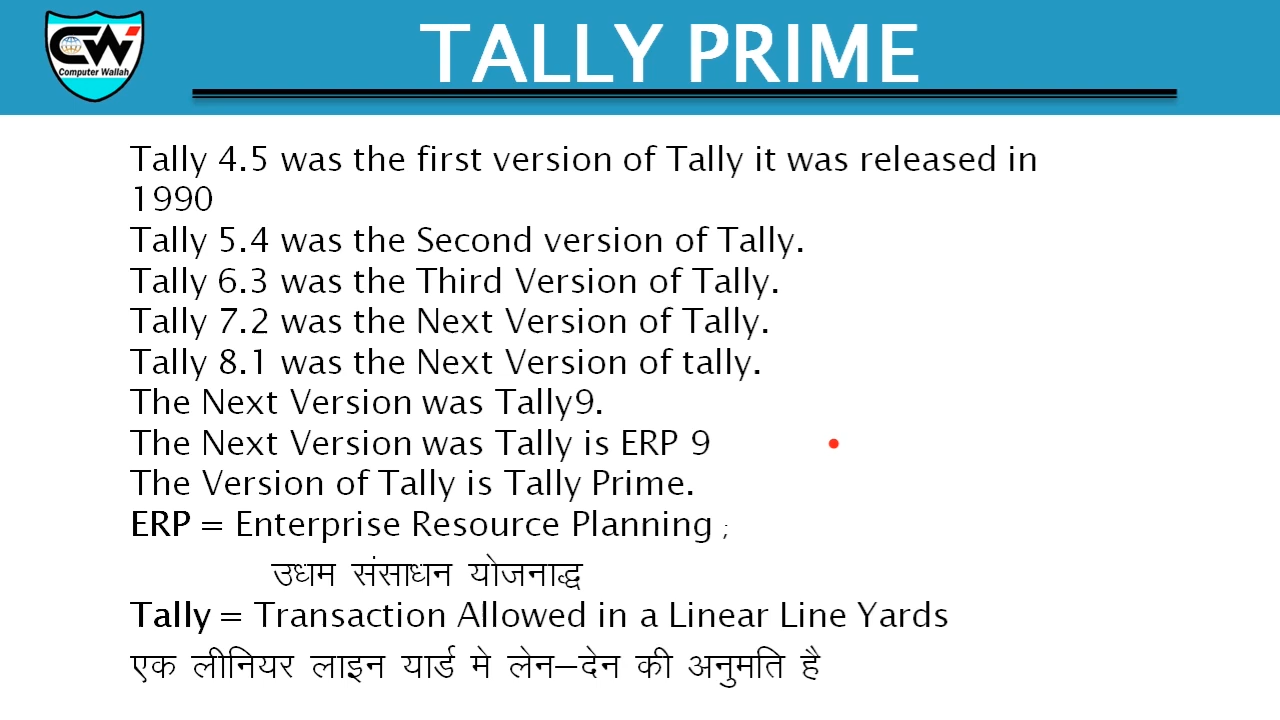 CW
Computer Wallah
TALLY PRIME
Tally 4.5 was the first version of Tally it was released in
1990
Tally 5.4 was the Second version of Tally.
Tally 6.3 was the Third Version of Tally.
Tally 7.2 was the Next Version of Tally.
Tally 8.1 was the Next Version of tally.
The Next Version was Tally9.
The Next Version was Tally is ERP 9
The Version of Tally is Tally Prime.
ERP = Enterprise Resource Planning ;
उधम संसाधन योजनाद्ध
Tally = Transaction Allowed in a Linear Line Yards
एक लीनियर लाइन यार्ड मे लेन–देन की अनुमति है